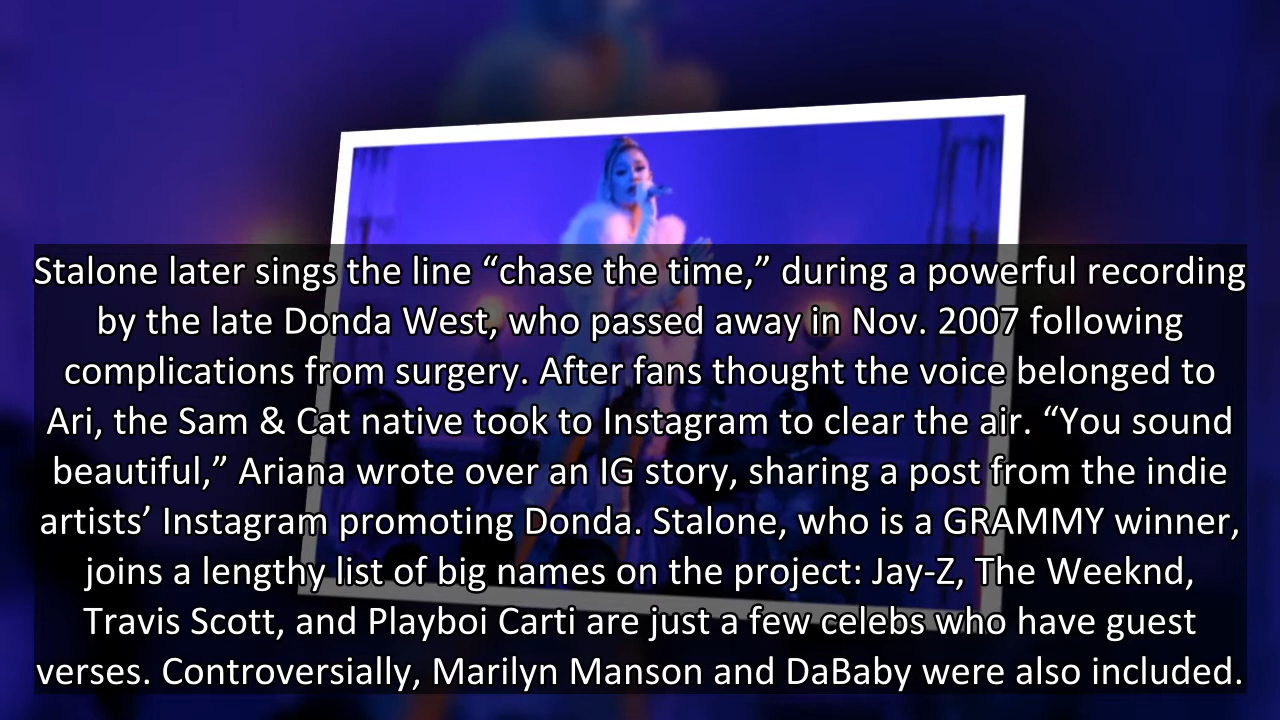 Stalone later sings the line “chase the time,” during a powerful recording
by the late Donda West, who passed away in Nov. 2007 following
complications from surgery. After fans thought the voice belonged to
Ari, the Sam & Cat native took to Instagram to clear the air. “You sound
beautiful,” Ariana wrote over an IG story, sharing a post from the indie
artists’ Instagram promoting Donda. Stalone, who is a GRAMMY winner,
joins a lengthy list of big names on the project: Jay-Z, The Weeknd,
Travis Scott, and Playboi Carti are just a few celebs who have guest
verses. Controversially, Marilyn Manson and DaBaby were also included.